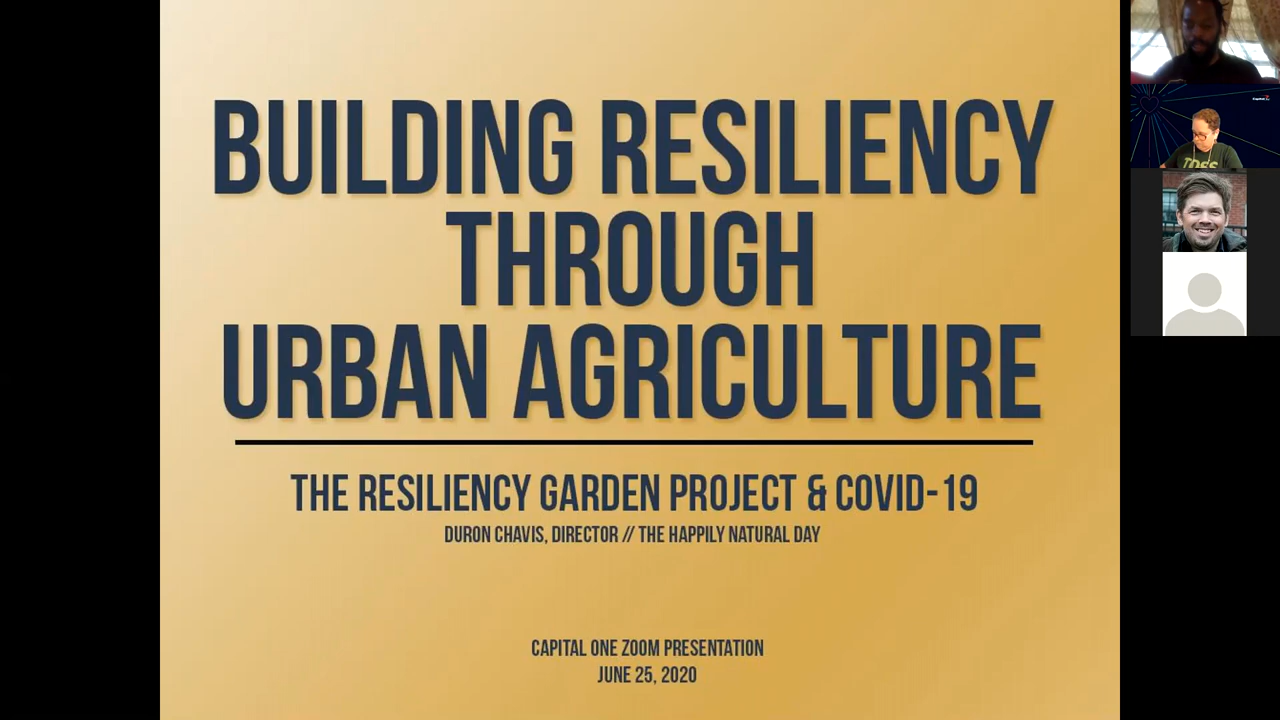 BUILDING RESILIENCY
THROUGH
URBAN AGRICULTURE
THE RESILIENCY GARDEN PROJECT & COVID-19
DURON CHAVIS, DIRECTOR // THE HAPPILY NATURAL DAY
CAPITAL ONE ZOOM PRESENTATION
JUNE 25, 2020